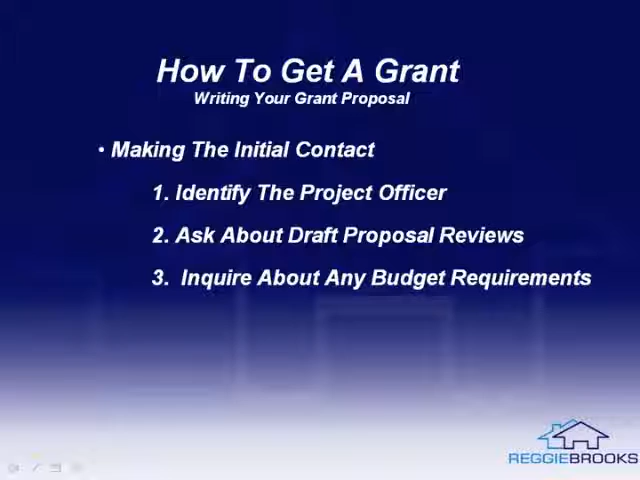 How To Get A Grant
Writing Your Grant Proposal
• Making The Initial Contact
1. Identify The Project Officer
2. Ask About Draft Proposal Reviews
3. Inquire About Any Budget Requirements
REGGIEBROOKS